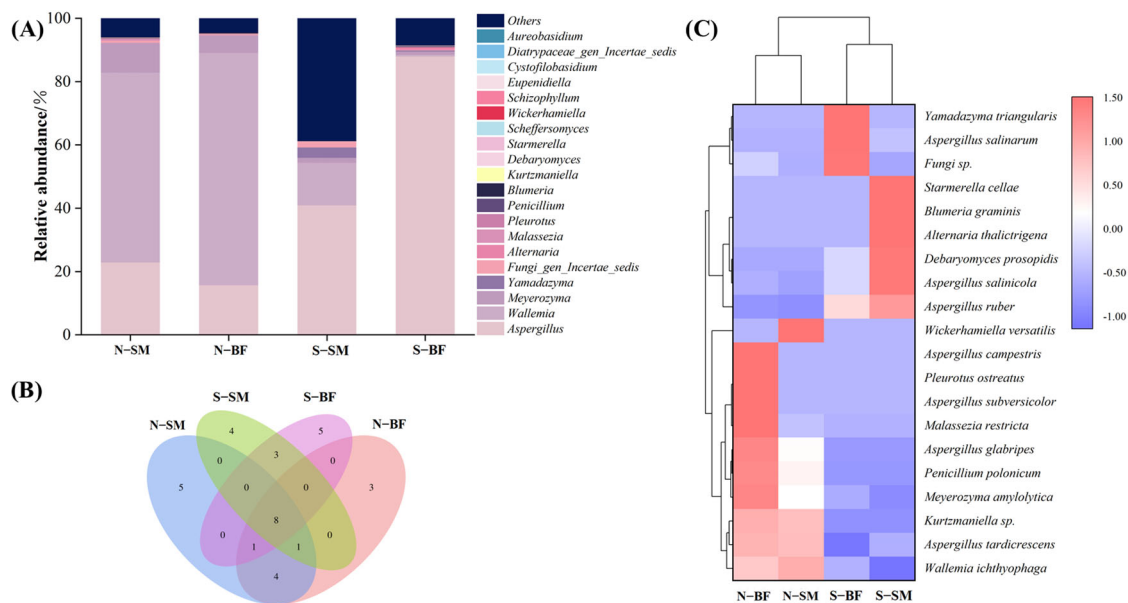 (A)
Relative abundance/%
100
80
60
40
20
0
N-SM
N-BF
S-SM
S-BF
Others
Aureobasidium
Diatrypaceae_gen_Incertae_sedis
Cystofilobasidium
Eupenidiella
Schizophyllum
Wickerhamiella
Scheffersomyces
Starmerella
Debaryomyces
Kurtzmaniella
Blumeria
Penicillium
Pleurotus
Malassezia
Alternaria
Fungi_gen_Incertae_sedis
Yamadazyma
Meyerozyma
Wallemia
Aspergillus
(B)
S-SM
S-BF
N-SM
N-BF
4
5
0
3
0
5
0
0
3
8
0
1
1
0
4
(C)
1.50
0.50
0.00
-0.50
-1.00
Yamadazyma triangularis
Aspergillus salinarum
Fungi sp.
Starmerella cellae
Blumeria graminis
Alternaria thalictrigena
Debaryomyces prosopidis
Aspergillus salinicola
Aspergillus ruber
Wickerhamiella versatilis
Aspergillus campestris
Pleurotus ostreatus
Aspergillus subversicolor
Malassezia restricta
Aspergillus glabripes
Penicillium polonicum
Meyerozyma amylolytica
Kurtzmaniella sp.
Aspergillus tardicrescens
Wallemia ichthyophaga
N-BF
N-SM
S-BF
S-SM